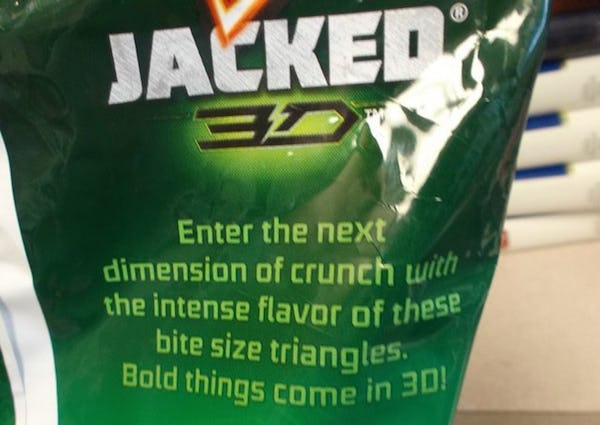 JACKED®
3D™
Enter the next
dimension of crunch with
the intense flavor of these
bite size triangles.
Bold things come in 3D!